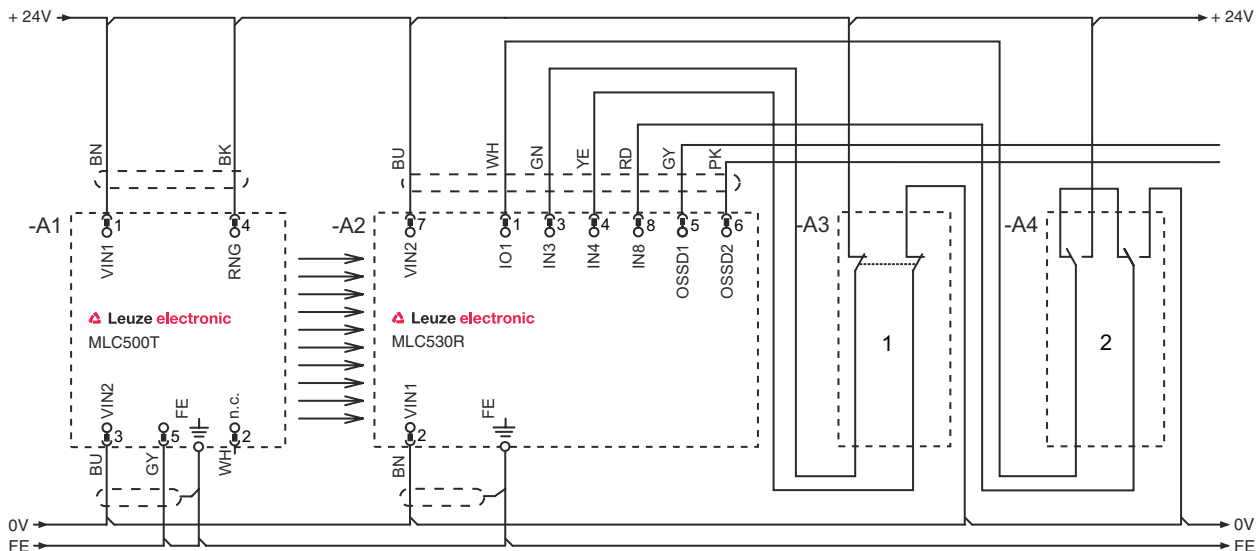 + 24V
+ 24V
BN
BK
BU
WH
GN
YE
RD
GY
PK
-A1
1
4
-A2
7
1
3
4
8
5
6
-A3
-A4
VIN1
RNG
VIN2
IO1
IN3
IN4
IN8
OSSD1
OSSD2
Leuze electronic
MLC500T
Leuze electronic
MLC530R
1
2
VIN2
FE
n.c.
VIN1
FE
3
5
2
2
BU
GY
WH
BN
0V
0V
FE
FE